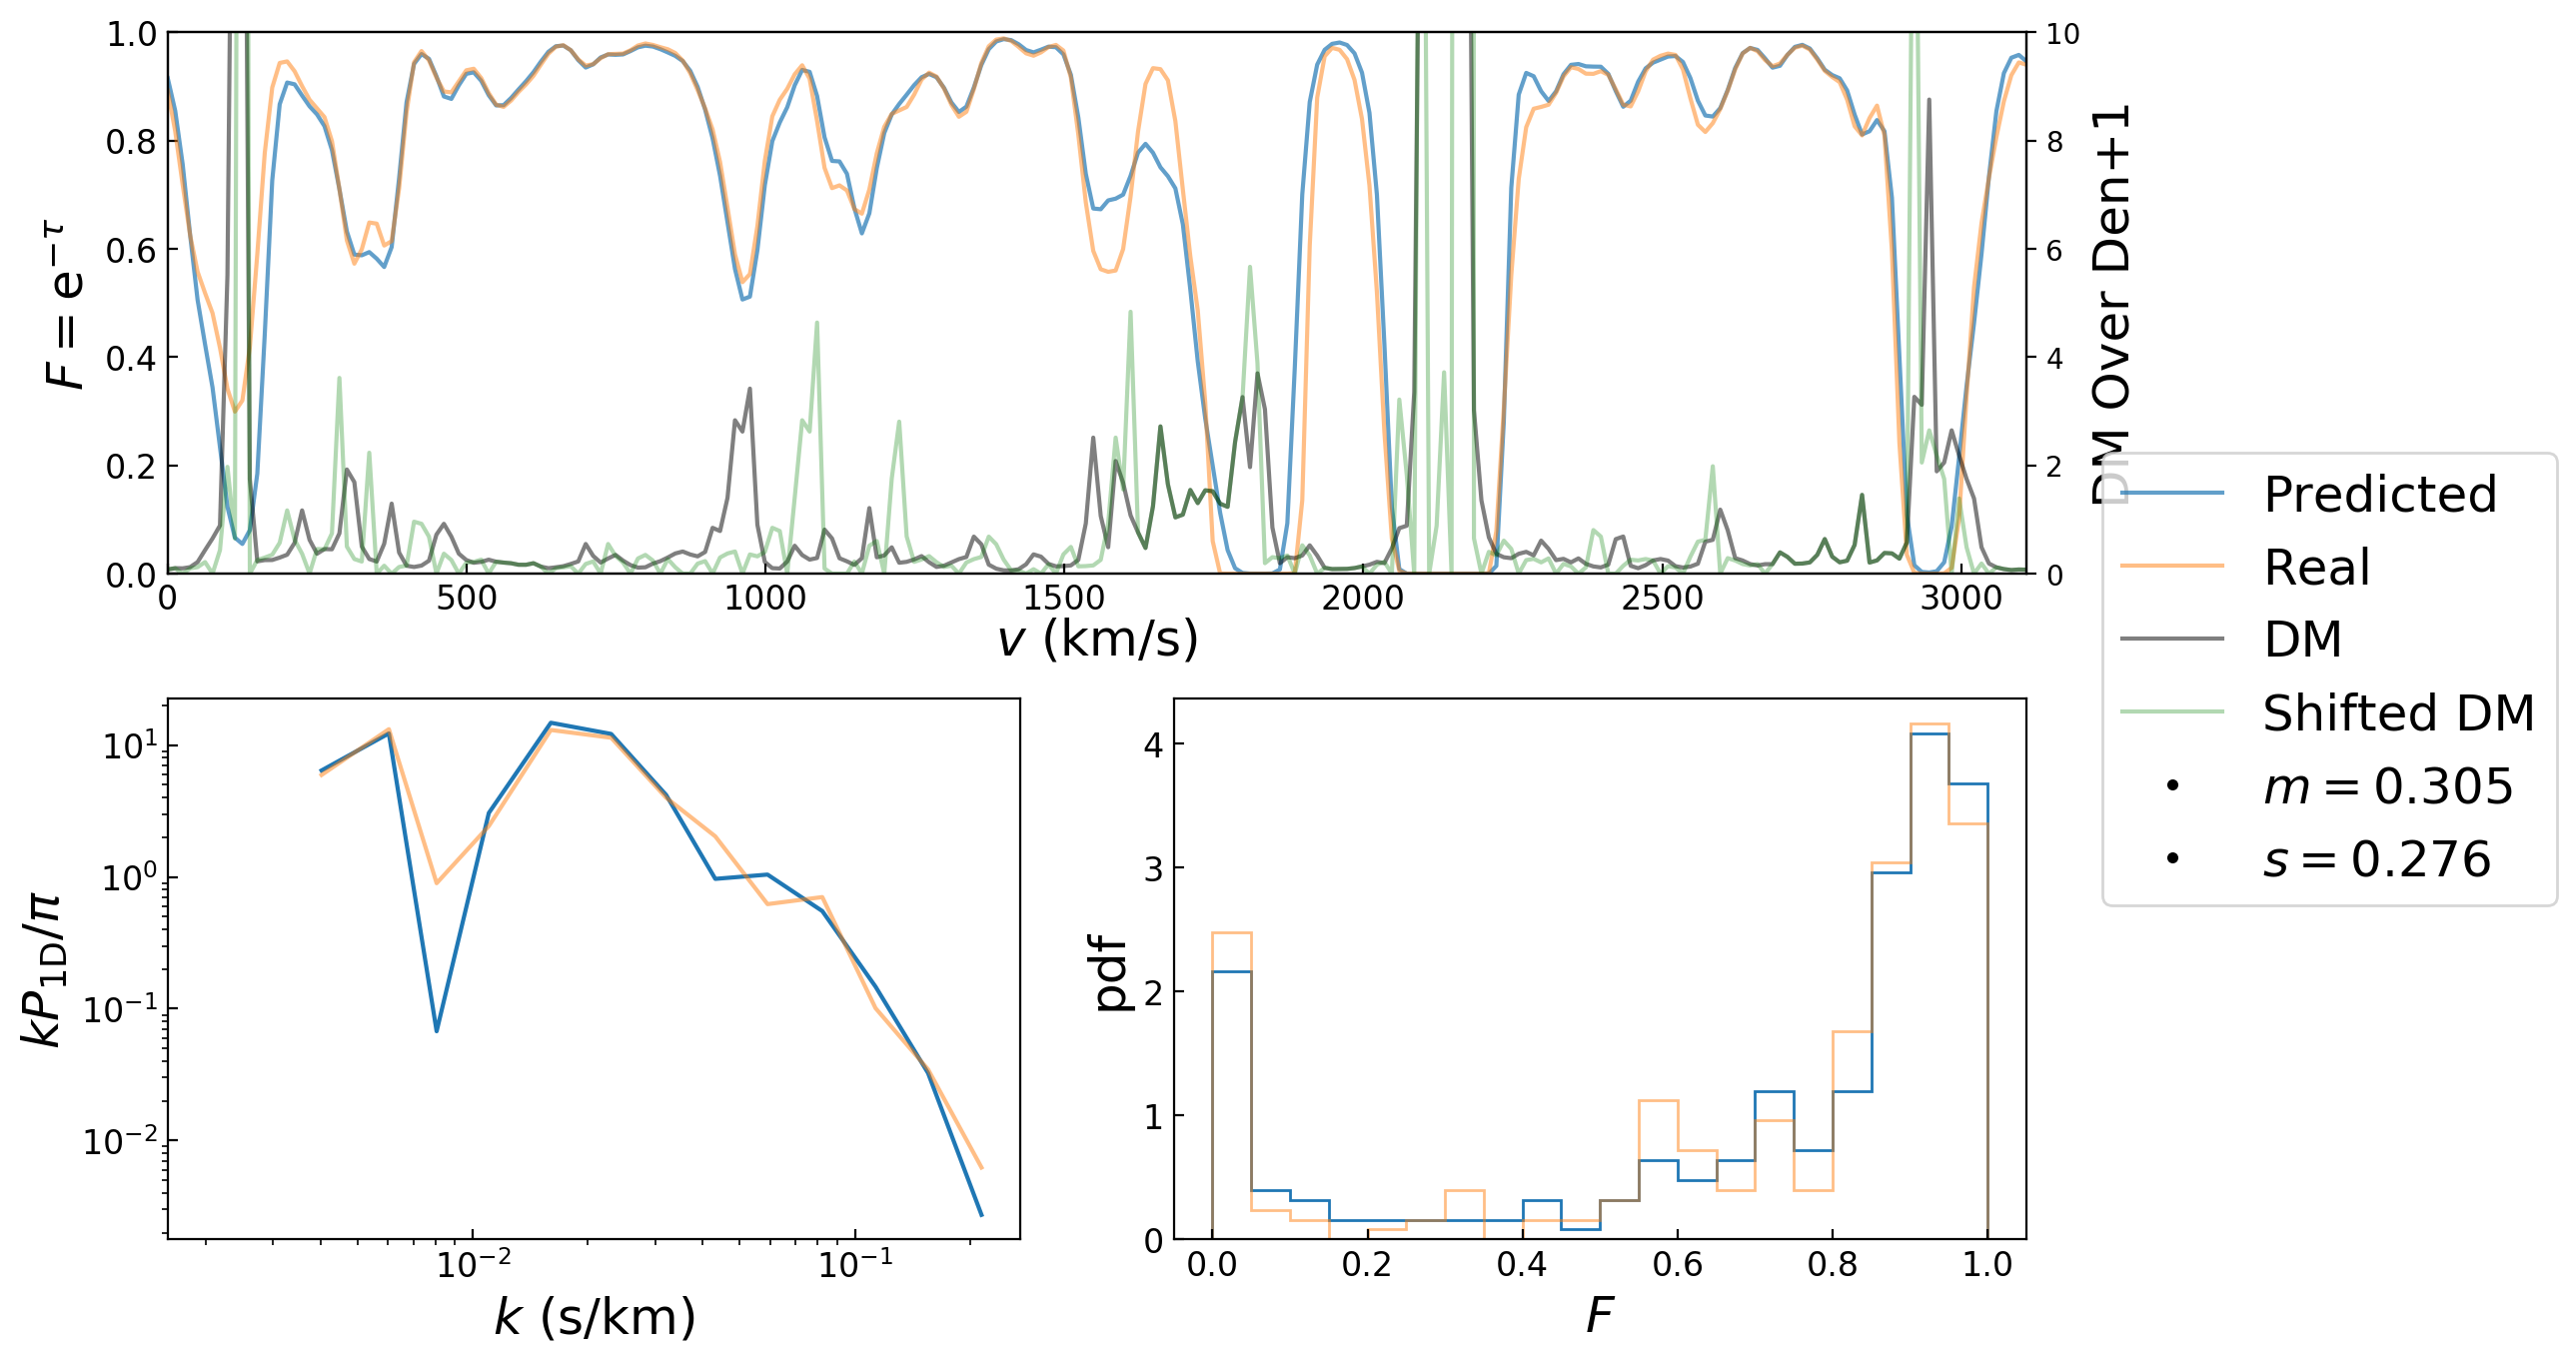 1.0
0.8
0.6
0.4
0.2
0.0
F = e^{−τ}
10
8
6
4
2
0
DM Over Den+1
0 500 1000 1500 2000 2500 3000
v (km/s)
Predicted
Real
DM
Shifted DM
m = 0.305
s = 0.276
10^1
10^0
10^{−1}
10^{−2}
kP_{1D}/π
10^{−2} 10^{−1}
k (s/km)
4
3
2
1
0
pdf
0.0 0.2 0.4 0.6 0.8 1.0
F